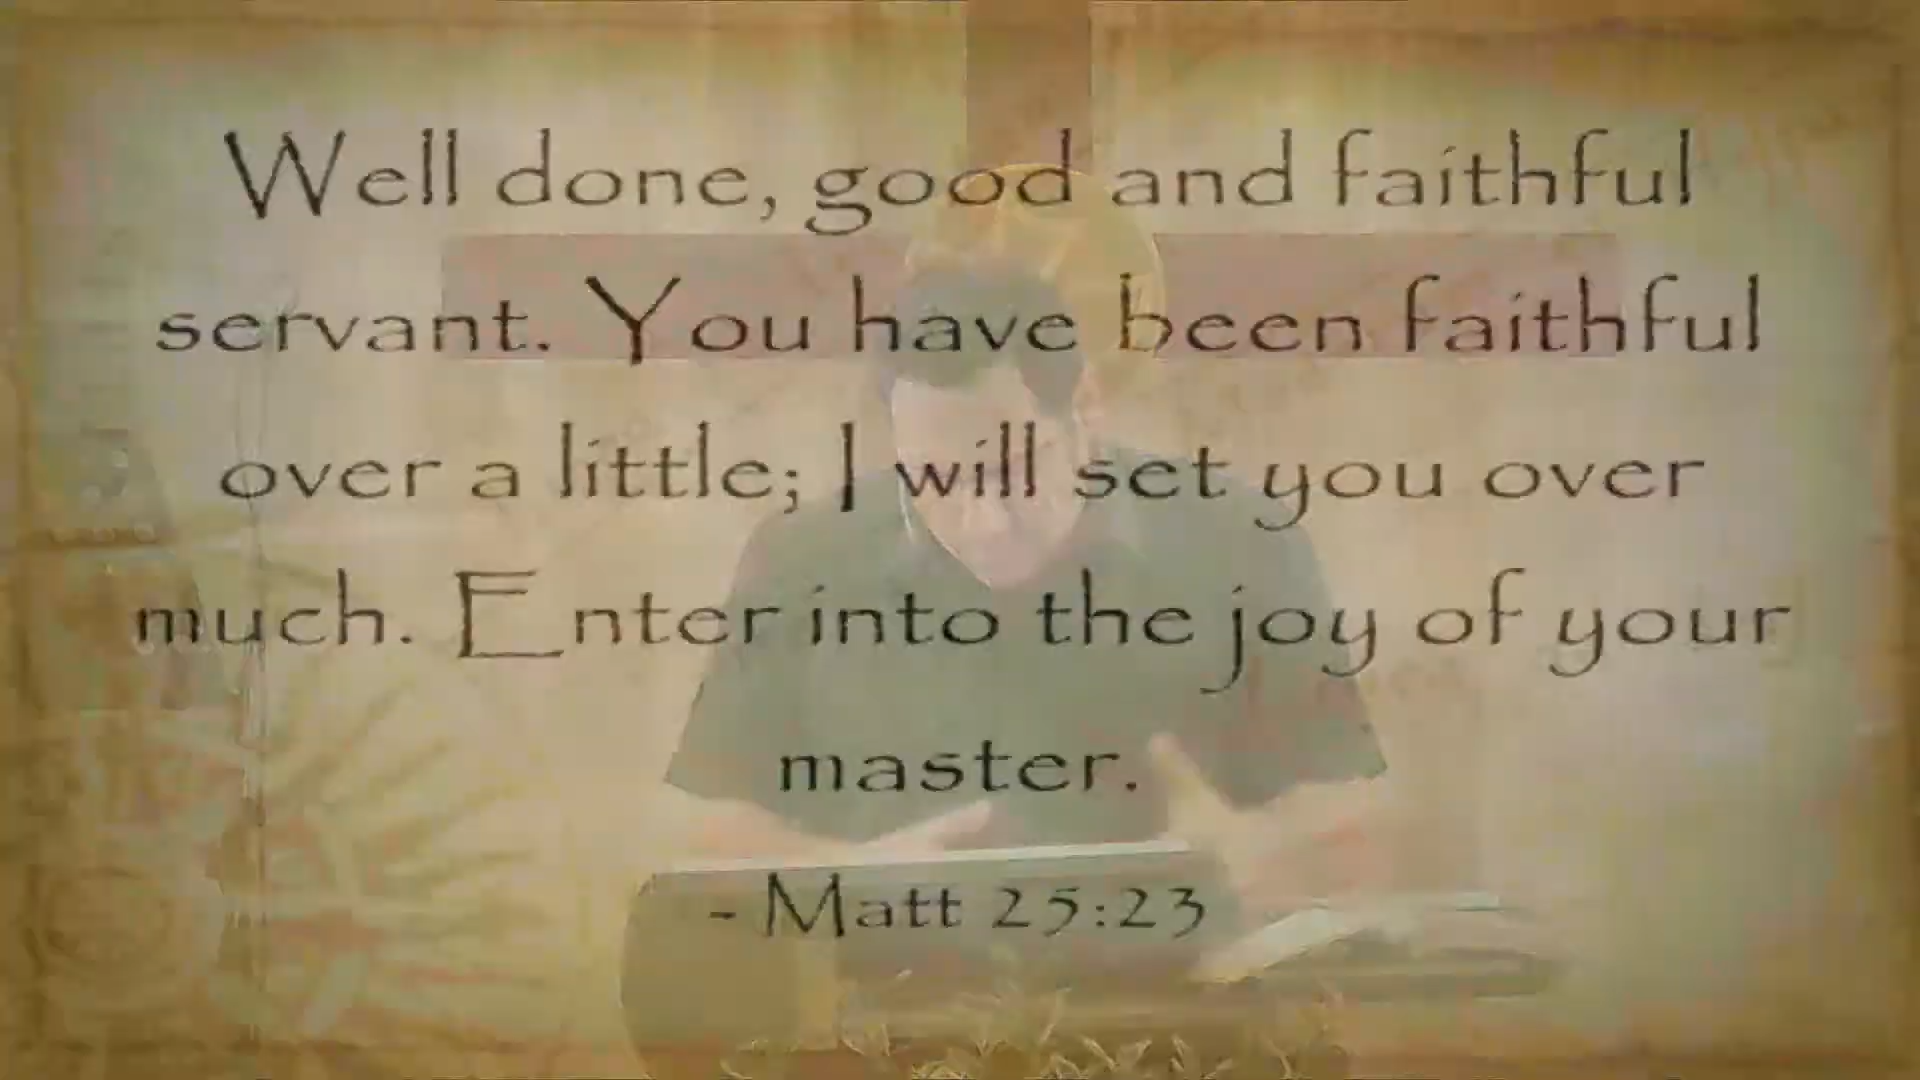 Well done, good and faithful
servant. You have been faithful
over a little; I will set you over
much. Enter into the joy of your
master.
- Matt 25:23